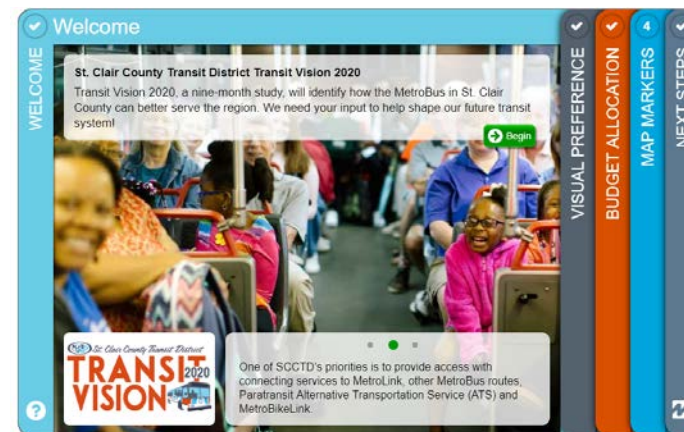 Welcome
WELCOME
St. Clair County Transit District Transit Vision 2020
Transit Vision 2020, a nine-month study, will identify how the MetroBus in St. Clair
County can better serve the region. We need your input to help shape our future transit
system!
Begin
St. Clair County Transit District
TRANSIT
2020
VISION
One of SCCTD's priorities is to provide access with
connecting services to MetroLink, other MetroBus routes,
Paratransit Alternative Transportation Service (ATS) and
MetroBikeLink.
?
VISUAL PREFERENCE
BUDGET ALLOCATION
4
MAP MARKERS
NEXT STEPS